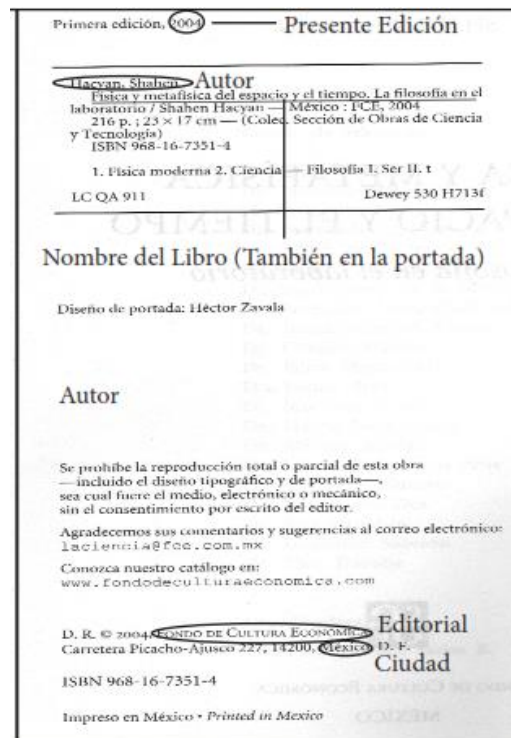 Primera edición, 2004 Presente Edición
Hacyan, Shahen Autor
Física y metafísica del espacio y el tiempo. La filosofía en el
laboratorio / Shahen Hacyan — México : FCE, 2004
216 p. ; 23 × 17 cm — (Colec. Sección de Obras de Ciencia
y Tecnología)
ISBN 968-16-7351-4
1. Física moderna 2. Ciencia — Filosofía I. Ser II. t
LC QA 911 Dewey 530 H713f
Nombre del Libro (También en la portada)
Diseño de portada: Héctor Zavala
Autor
Se prohíbe la reproducción total o parcial de esta obra
—incluido el diseño tipográfico y de portada—,
sea cual fuere el medio, electrónico o mecánico,
sin el consentimiento por escrito del editor.
Agradecemos sus comentarios y sugerencias al correo electrónico:
laciencia@fce.com.mx
Conozca nuestro catálogo en:
www.fondodeculturaeconomica.com
D. R. © 2004, FONDO DE CULTURA ECONÓMICA Editorial
Carretera Picacho-Ajusco 227, 14200, México, D. F.
Ciudad
ISBN 968-16-7351-4
Impreso en México • Printed in Mexico